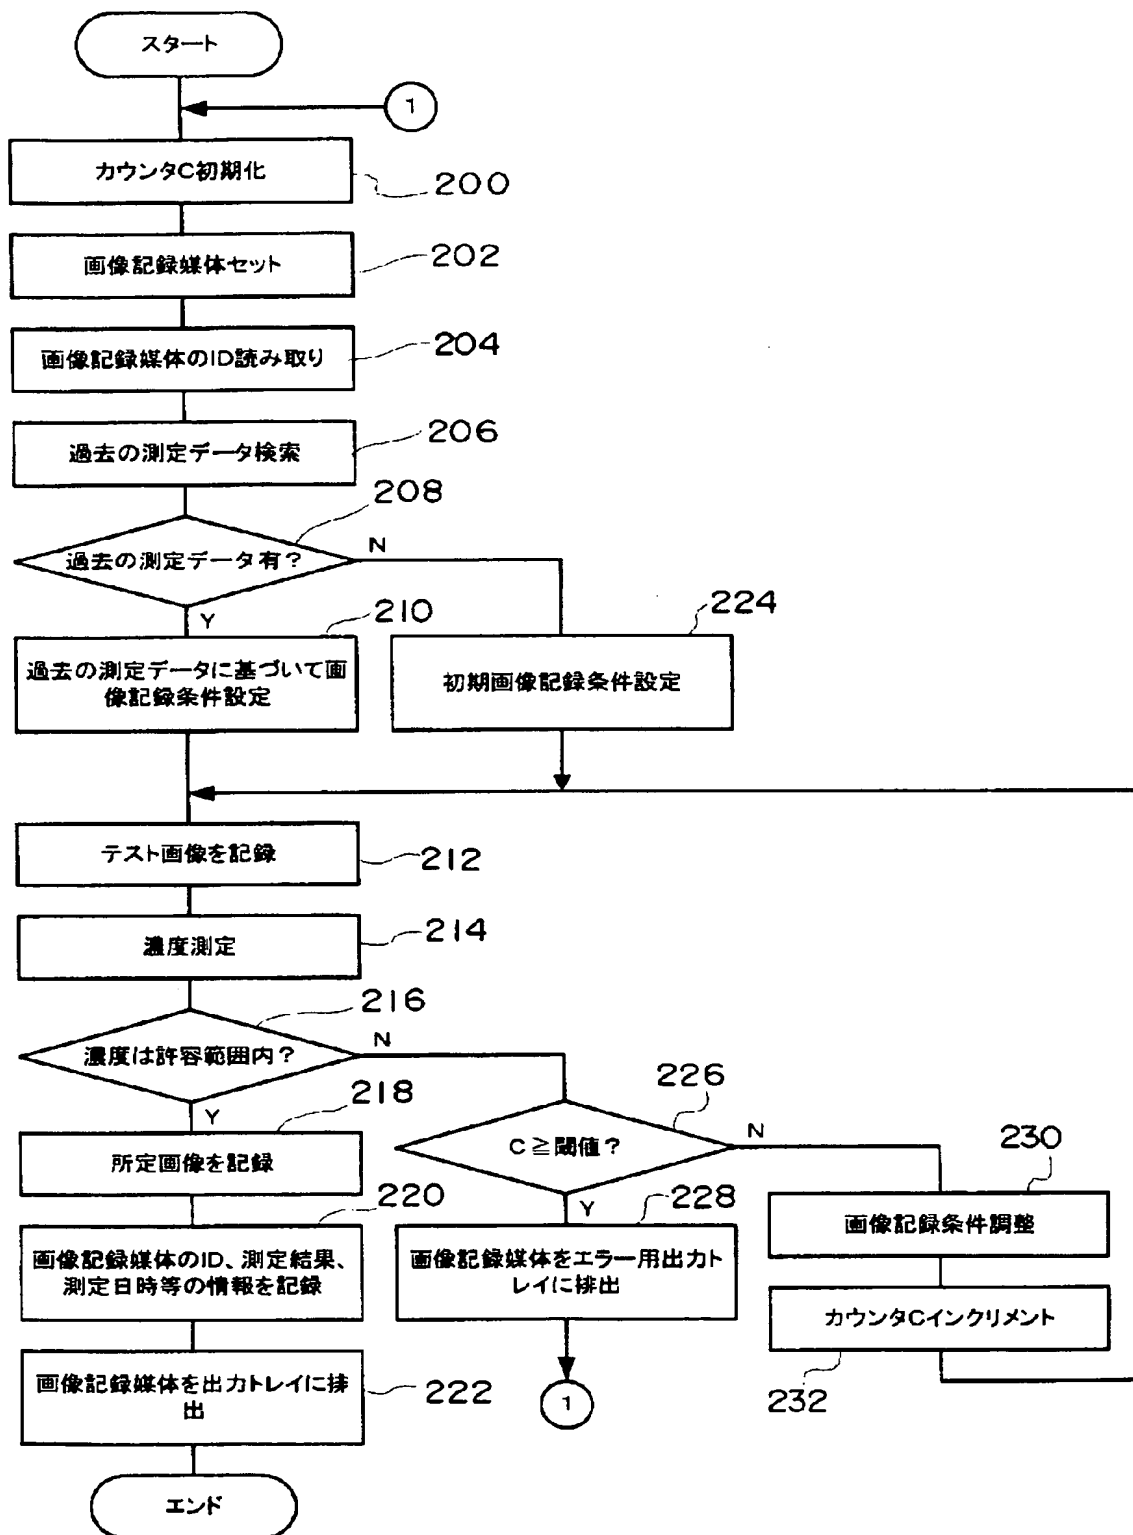 スタート
1
カウンタC初期化
200
画像記録媒体セット
202
画像記録媒体のID読み取り
204
過去の測定データ検索
206
208
過去の測定データ有?
N
Y
210
過去の測定データに基づいて画
像記録条件設定
224
初期画像記録条件設定
テスト画像を記録
212
濃度測定
214
216
濃度は許容範囲内?
N
Y
218
所定画像を記録
226
C≧閾値?
N
Y
228
画像記録媒体をエラー用出力ト
レイに排出
230
画像記録条件調整
220
画像記録媒体のID、測定結果、
測定日時等の情報を記録
カウンタCインクリメント
232
画像記録媒体を出力トレイに排
出
222
1
エンド